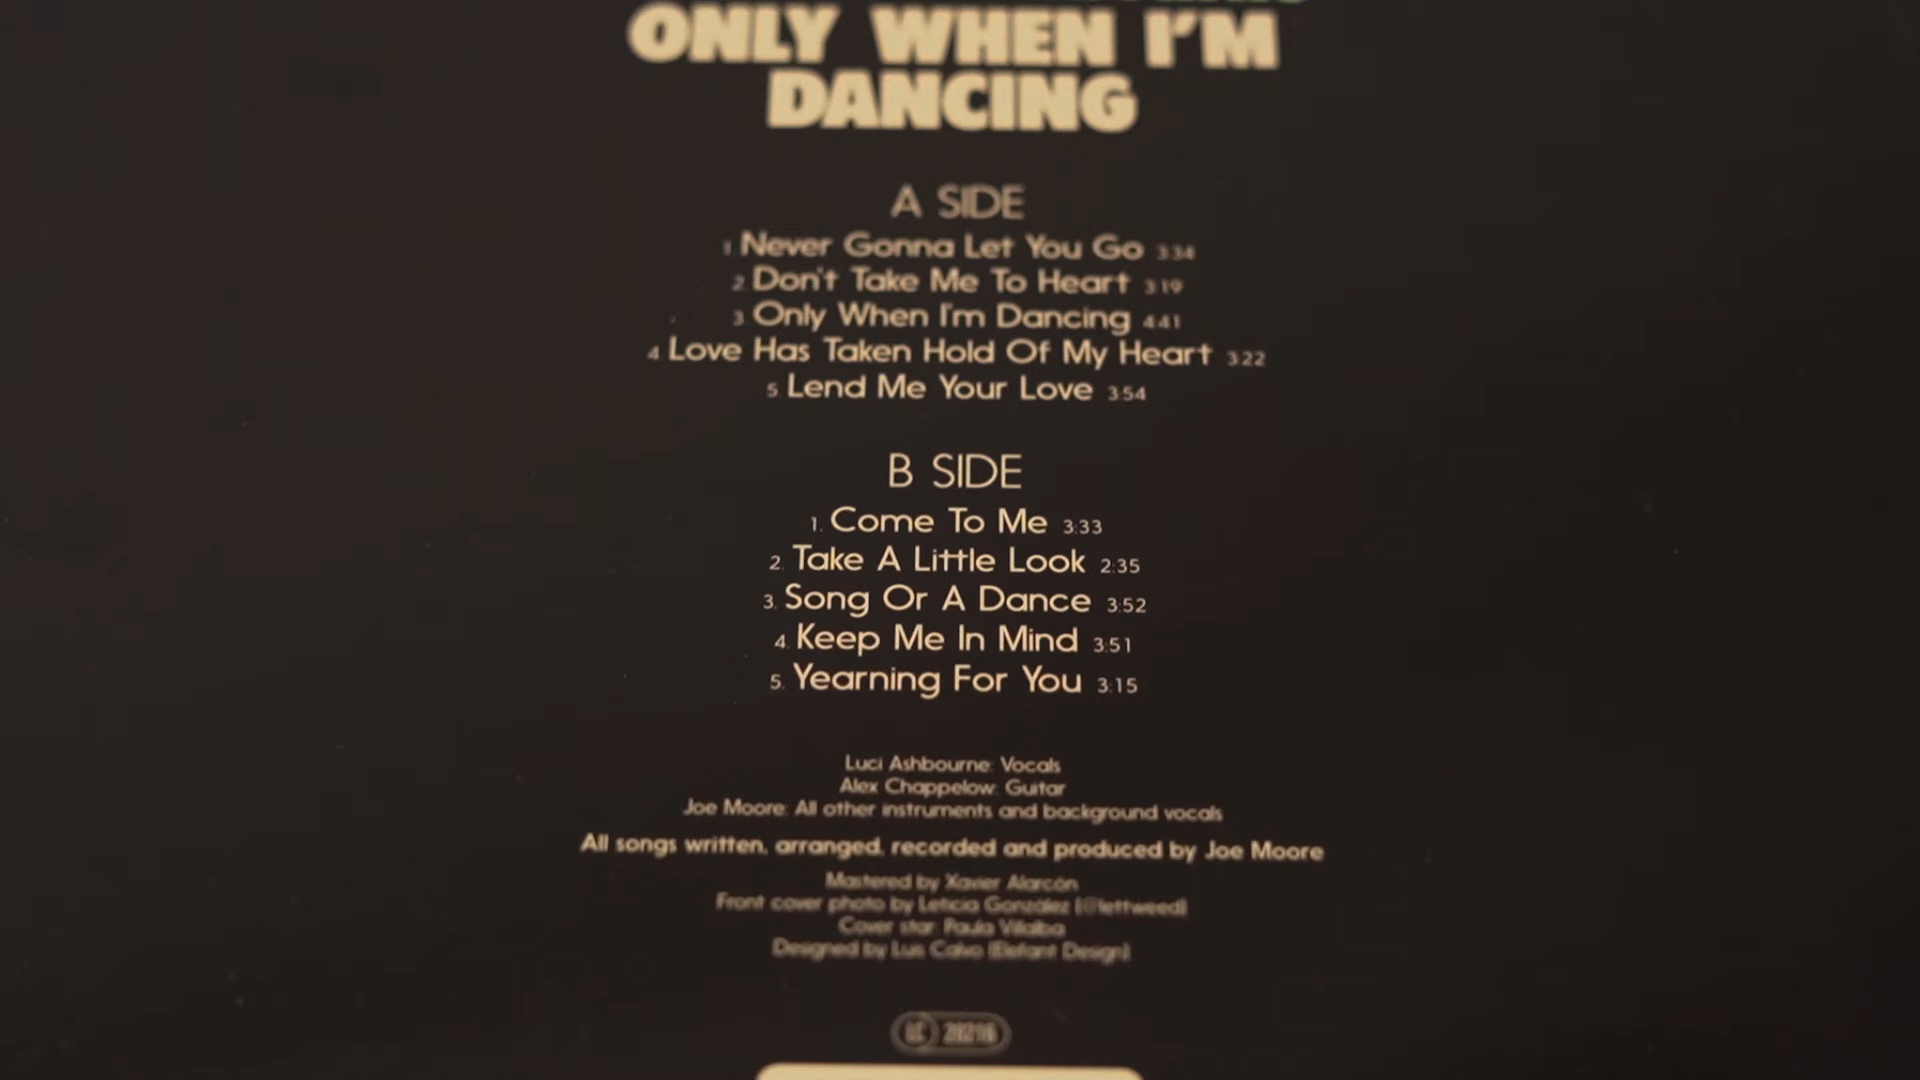 ONLY WHEN I'M
DANCING
A SIDE
1 Never Gonna Let You Go 3:34
2 Don't Take Me To Heart 3:19
3 Only When I'm Dancing 4:41
4 Love Has Taken Hold Of My Heart 3:22
5. Lend Me Your Love 3:54
B SIDE
1. Come To Me 3:33
2. Take A Little Look 2:35
3. Song Or A Dance 3:52
4. Keep Me In Mind 3:51
5. Yearning For You 3:15
Luci Ashbourne: Vocals
Alex Chappelow: Guitar
Joe Moore: All other instruments and background vocals
All songs written, arranged, recorded and produced by Joe Moore
Mastered by Xavier Alarcón
Front cover photo by Leticia González (@lettweed)
Cover star: Paula Villalba
Designed by Luis Calvo (Elefant Design)
LC